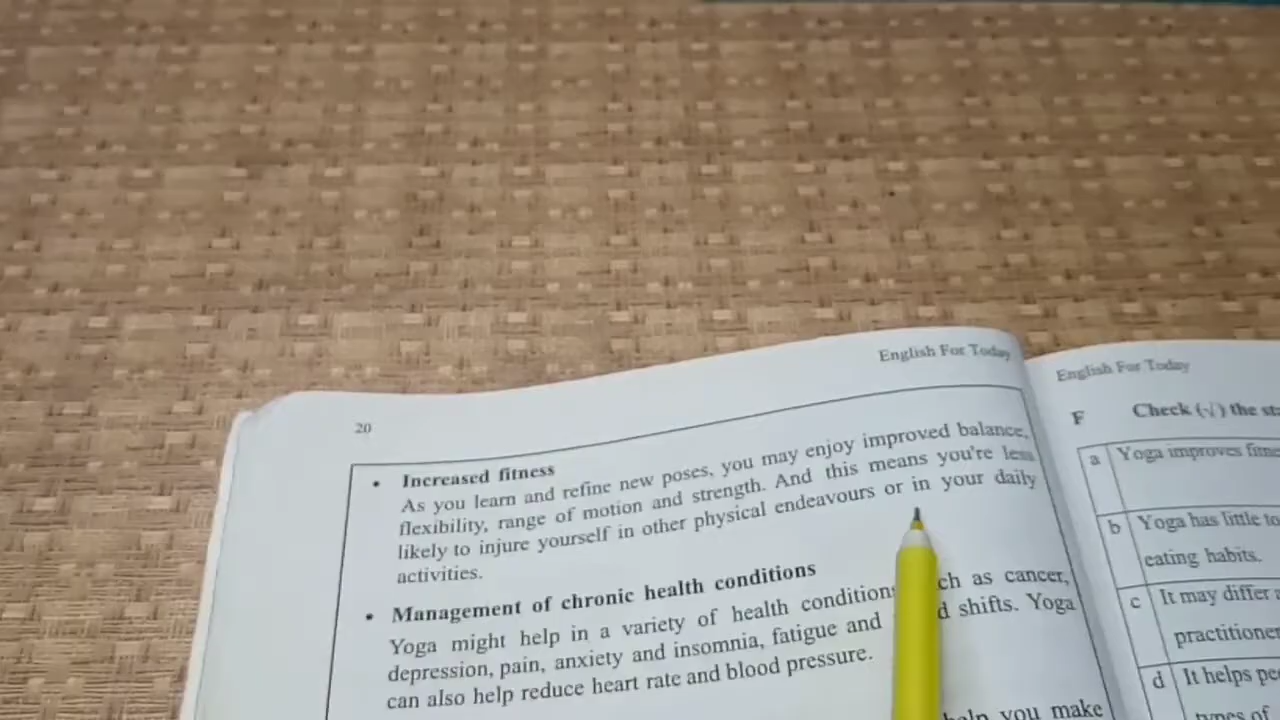 English For Today
20
• Increased fitness
As you learn and refine new poses, you may enjoy improved balance,
flexibility, range of motion and strength. And this means you're less
likely to injure yourself in other physical endeavours or in your daily
activities.
• Management of chronic health conditions
Yoga might help in a variety of health conditions ch as cancer,
depression, pain, anxiety and insomnia, fatigue and d shifts. Yoga
can also help reduce heart rate and blood pressure.
help you make
English For Today
F Check (√) the
a Yoga improves
b Yoga has little
eating habits.
c It may differ
d It helps
types of